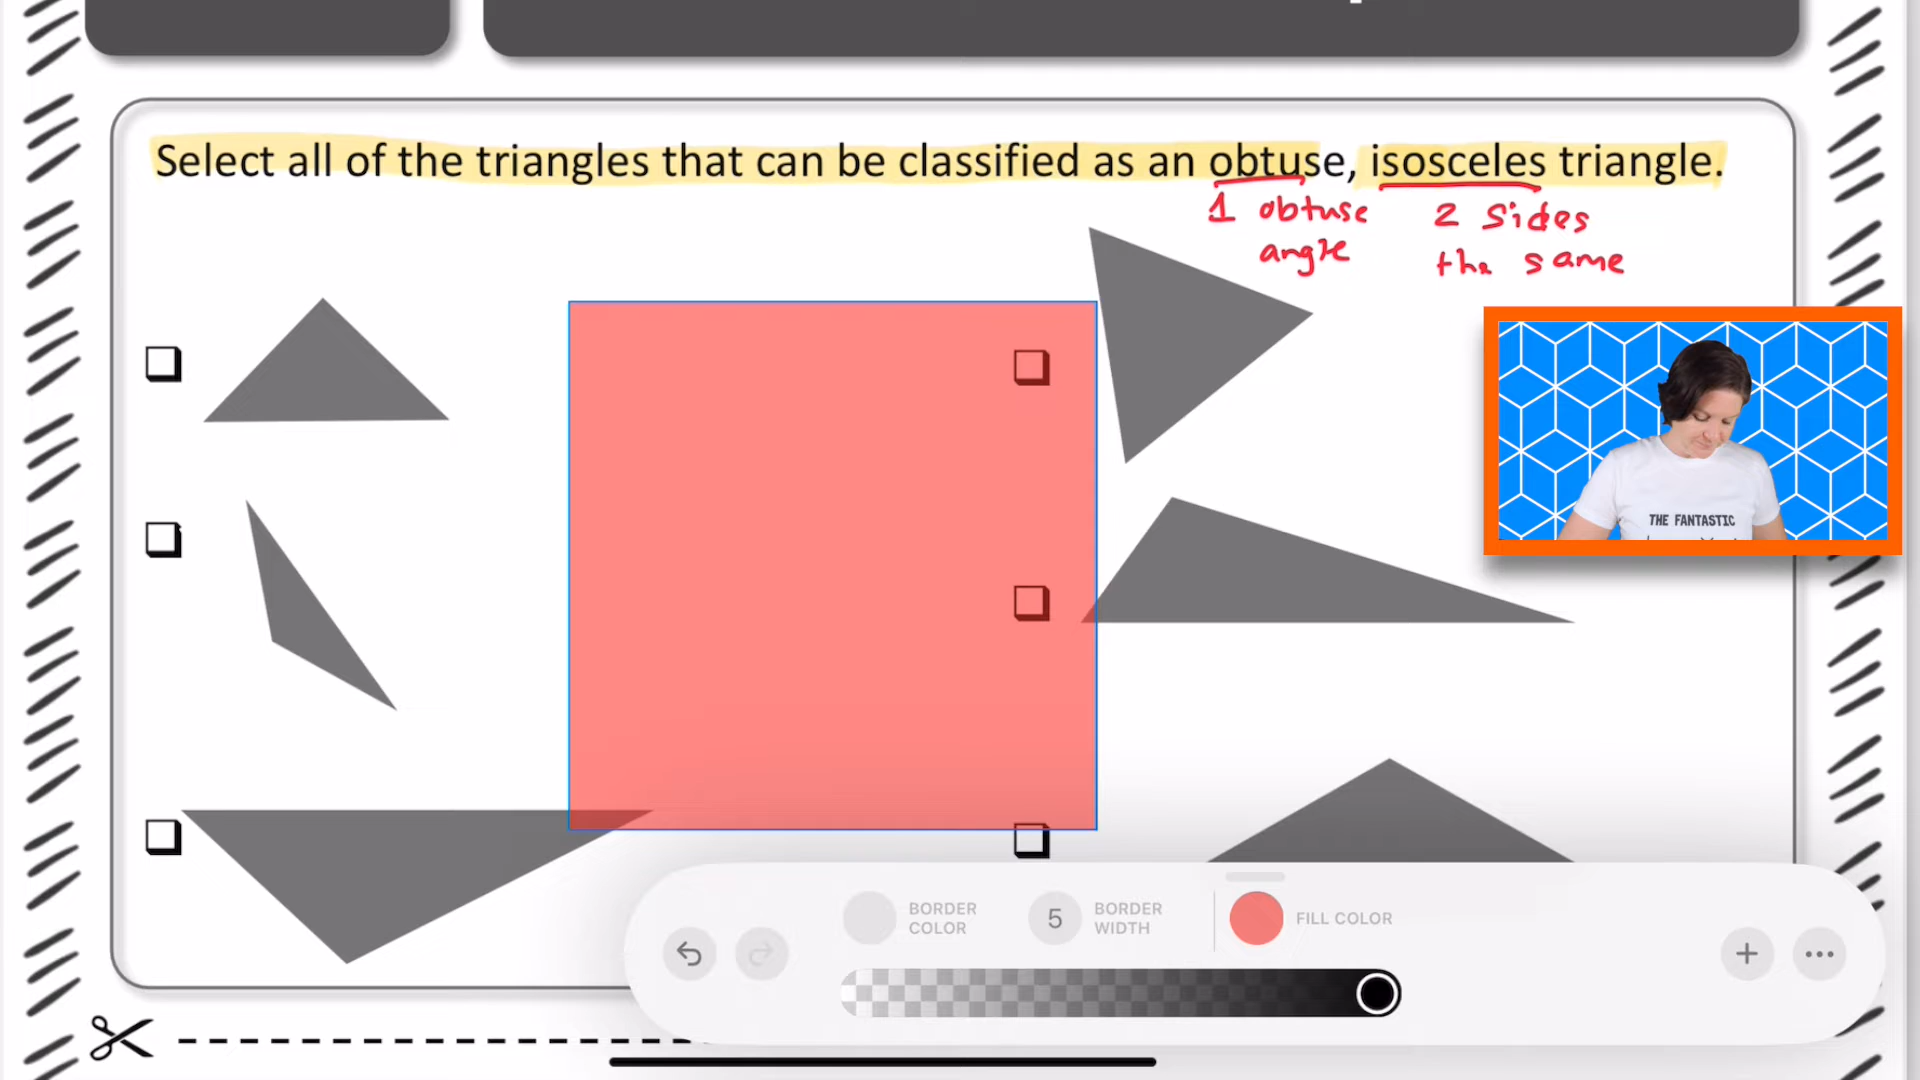 Select all of the triangles that can be classified as an obtuse, isosceles triangle.
1 obtuse
angle
2 sides
the same
THE FANTASTIC
BORDER
COLOR
5
BORDER
WIDTH
FILL COLOR